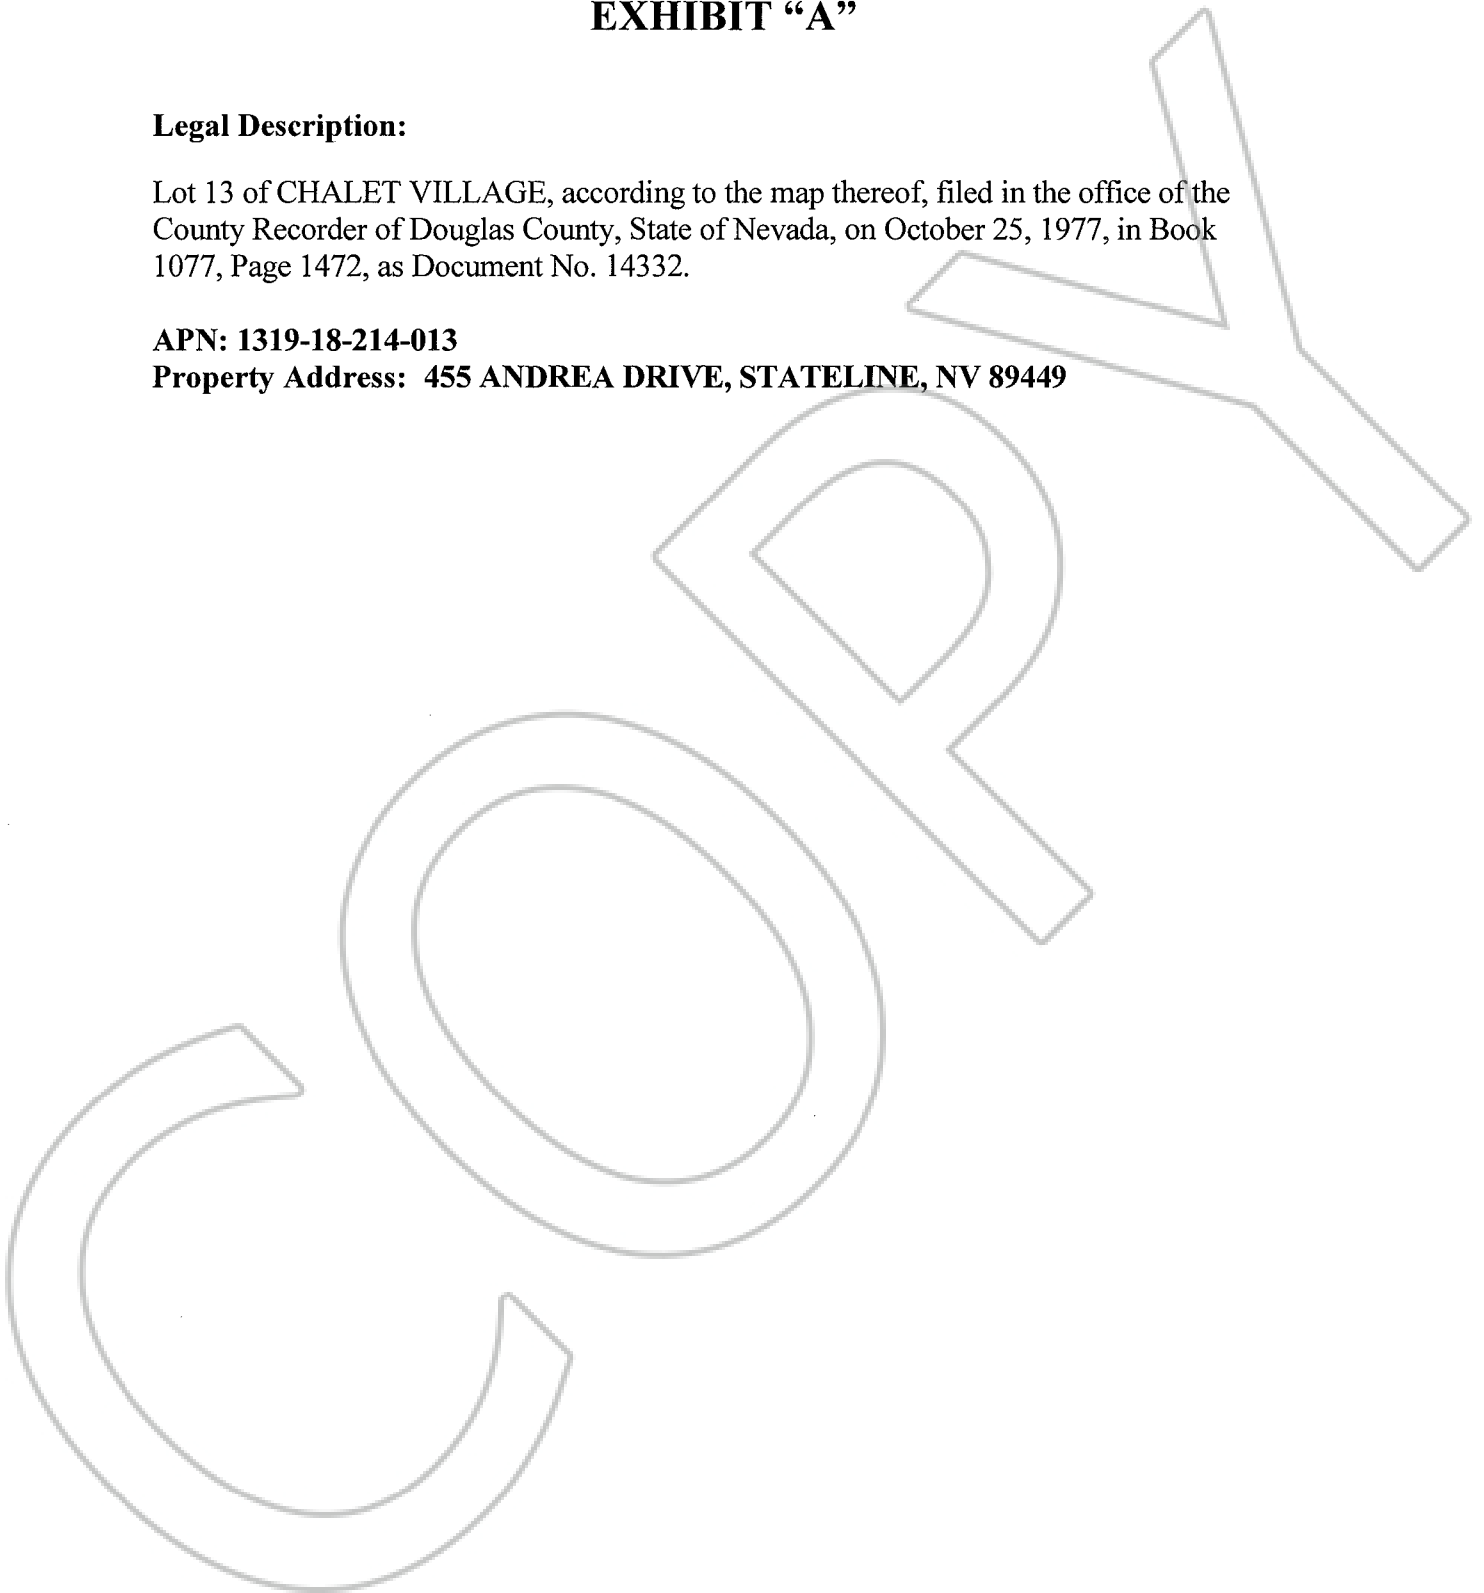 EXHIBIT “A”
Legal Description:
Lot 13 of CHALET VILLAGE, according to the map thereof, filed in the office of the
County Recorder of Douglas County, State of Nevada, on October 25, 1977, in Book
1077, Page 1472, as Document No. 14332.
APN: 1319-18-214-013
Property Address: 455 ANDREA DRIVE, STATELINE, NV 89449
COPY